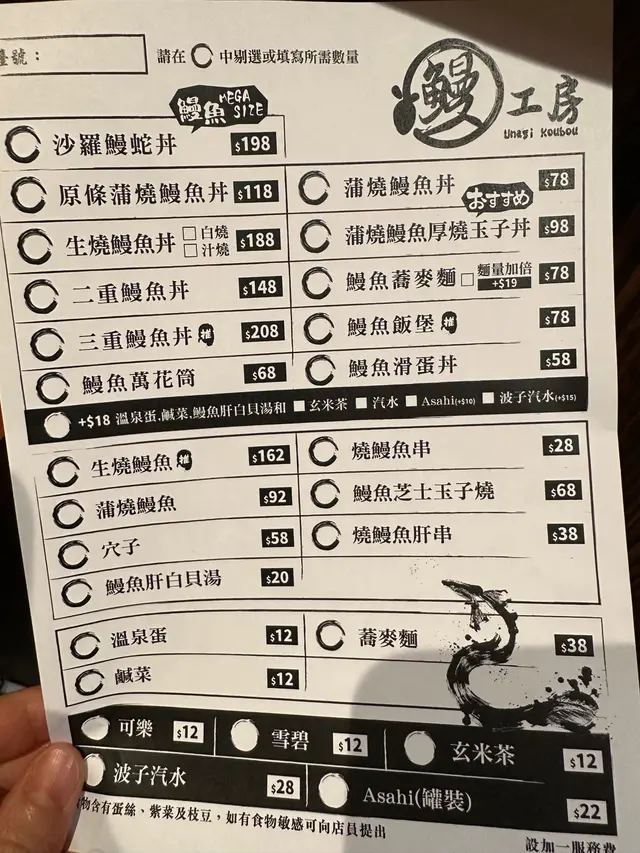 號：
請在 ◯ 中剔選或填寫所需數量
鰻 工房
Unagi Koubou
鰻魚 MEGA SIZE
沙羅鰻蛇丼 $198
原條蒲燒鰻魚丼 $118
蒲燒鰻魚丼 $78
おすすめ
生燒鰻魚丼 □白燒 □汁燒 $188
蒲燒鰻魚厚燒玉子丼 $98
二重鰻魚丼 $148
鰻魚蕎麥麵 □ 麵量加倍 +$19 $78
三重鰻魚丼 推 $208
鰻魚飯堡 推 $78
鰻魚萬花筒 $68
鰻魚滑蛋丼 $58
+$18 溫泉蛋.鹹菜.鰻魚肝白貝湯和 ■玄米茶 ■汽水 ■Asahi(+$10) ■波子汽水(+$15)
生燒鰻魚 推 $162
燒鰻魚串 $28
蒲燒鰻魚 $92
鰻魚芝士玉子燒 $68
穴子 $58
燒鰻魚肝串 $38
鰻魚肝白貝湯 $20
溫泉蛋 $12
蕎麥麵 $38
鹹菜 $12
可樂 $12
雪碧 $12
玄米茶 $12
波子汽水 $28
Asahi(罐裝) $22
物含有蛋絲、紫菜及枝豆，如有食物敏感可向店員提出
設加一服務費